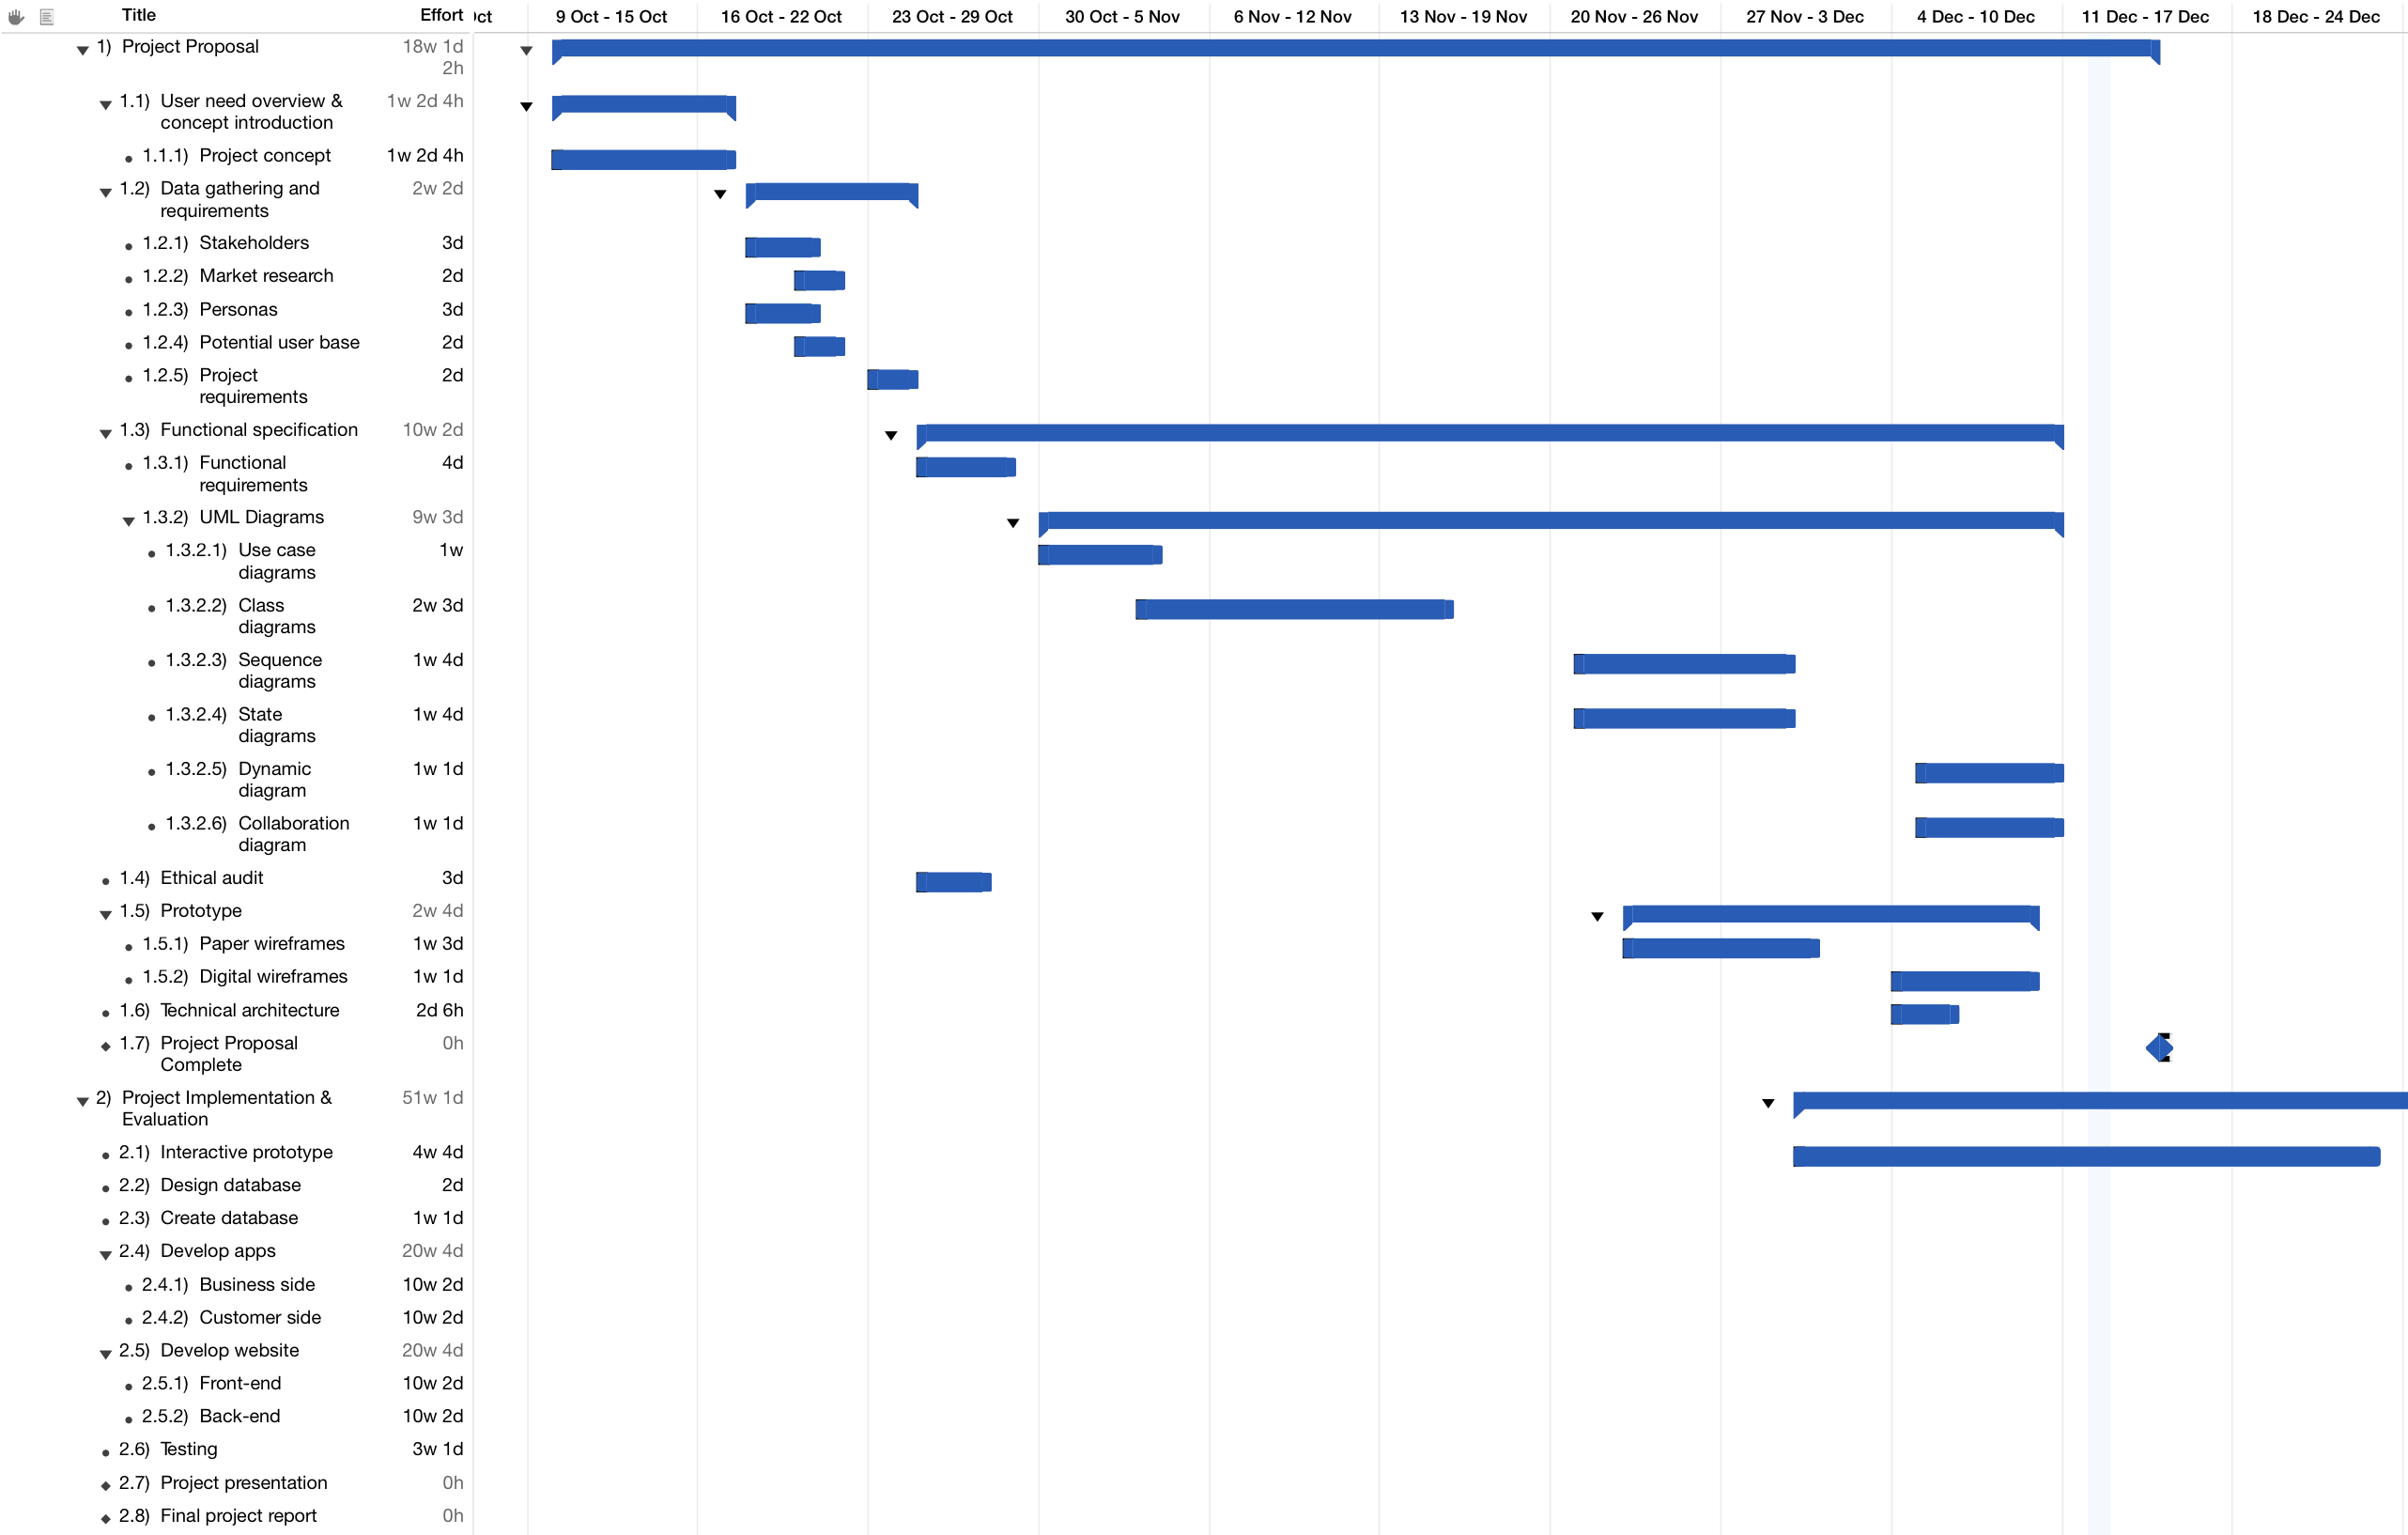 Title Effort Oct 9 Oct - 15 Oct 16 Oct - 22 Oct 23 Oct - 29 Oct 30 Oct - 5 Nov 6 Nov - 12 Nov 13 Nov - 19 Nov 20 Nov - 26 Nov 27 Nov - 3 Dec 4 Dec - 10 Dec 11 Dec - 17 Dec 18 Dec - 24 Dec
1) Project Proposal 18w 1d
2h
1.1) User need overview & 1w 2d 4h
concept introduction
1.1.1) Project concept 1w 2d 4h
1.2) Data gathering and 2w 2d
requirements
1.2.1) Stakeholders 3d
1.2.2) Market research 2d
1.2.3) Personas 3d
1.2.4) Potential user base 2d
1.2.5) Project 2d
requirements
1.3) Functional specification 10w 2d
1.3.1) Functional 4d
requirements
1.3.2) UML Diagrams 9w 3d
1.3.2.1) Use case 1w
diagrams
1.3.2.2) Class 2w 3d
diagrams
1.3.2.3) Sequence 1w 4d
diagrams
1.3.2.4) State 1w 4d
diagrams
1.3.2.5) Dynamic 1w 1d
diagram
1.3.2.6) Collaboration 1w 1d
diagram
1.4) Ethical audit 3d
1.5) Prototype 2w 4d
1.5.1) Paper wireframes 1w 3d
1.5.2) Digital wireframes 1w 1d
1.6) Technical architecture 2d 6h
1.7) Project Proposal 0h
Complete
2) Project Implementation & 51w 1d
Evaluation
2.1) Interactive prototype 4w 4d
2.2) Design database 2d
2.3) Create database 1w 1d
2.4) Develop apps 20w 4d
2.4.1) Business side 10w 2d
2.4.2) Customer side 10w 2d
2.5) Develop website 20w 4d
2.5.1) Front-end 10w 2d
2.5.2) Back-end 10w 2d
2.6) Testing 3w 1d
2.7) Project presentation 0h
2.8) Final project report 0h